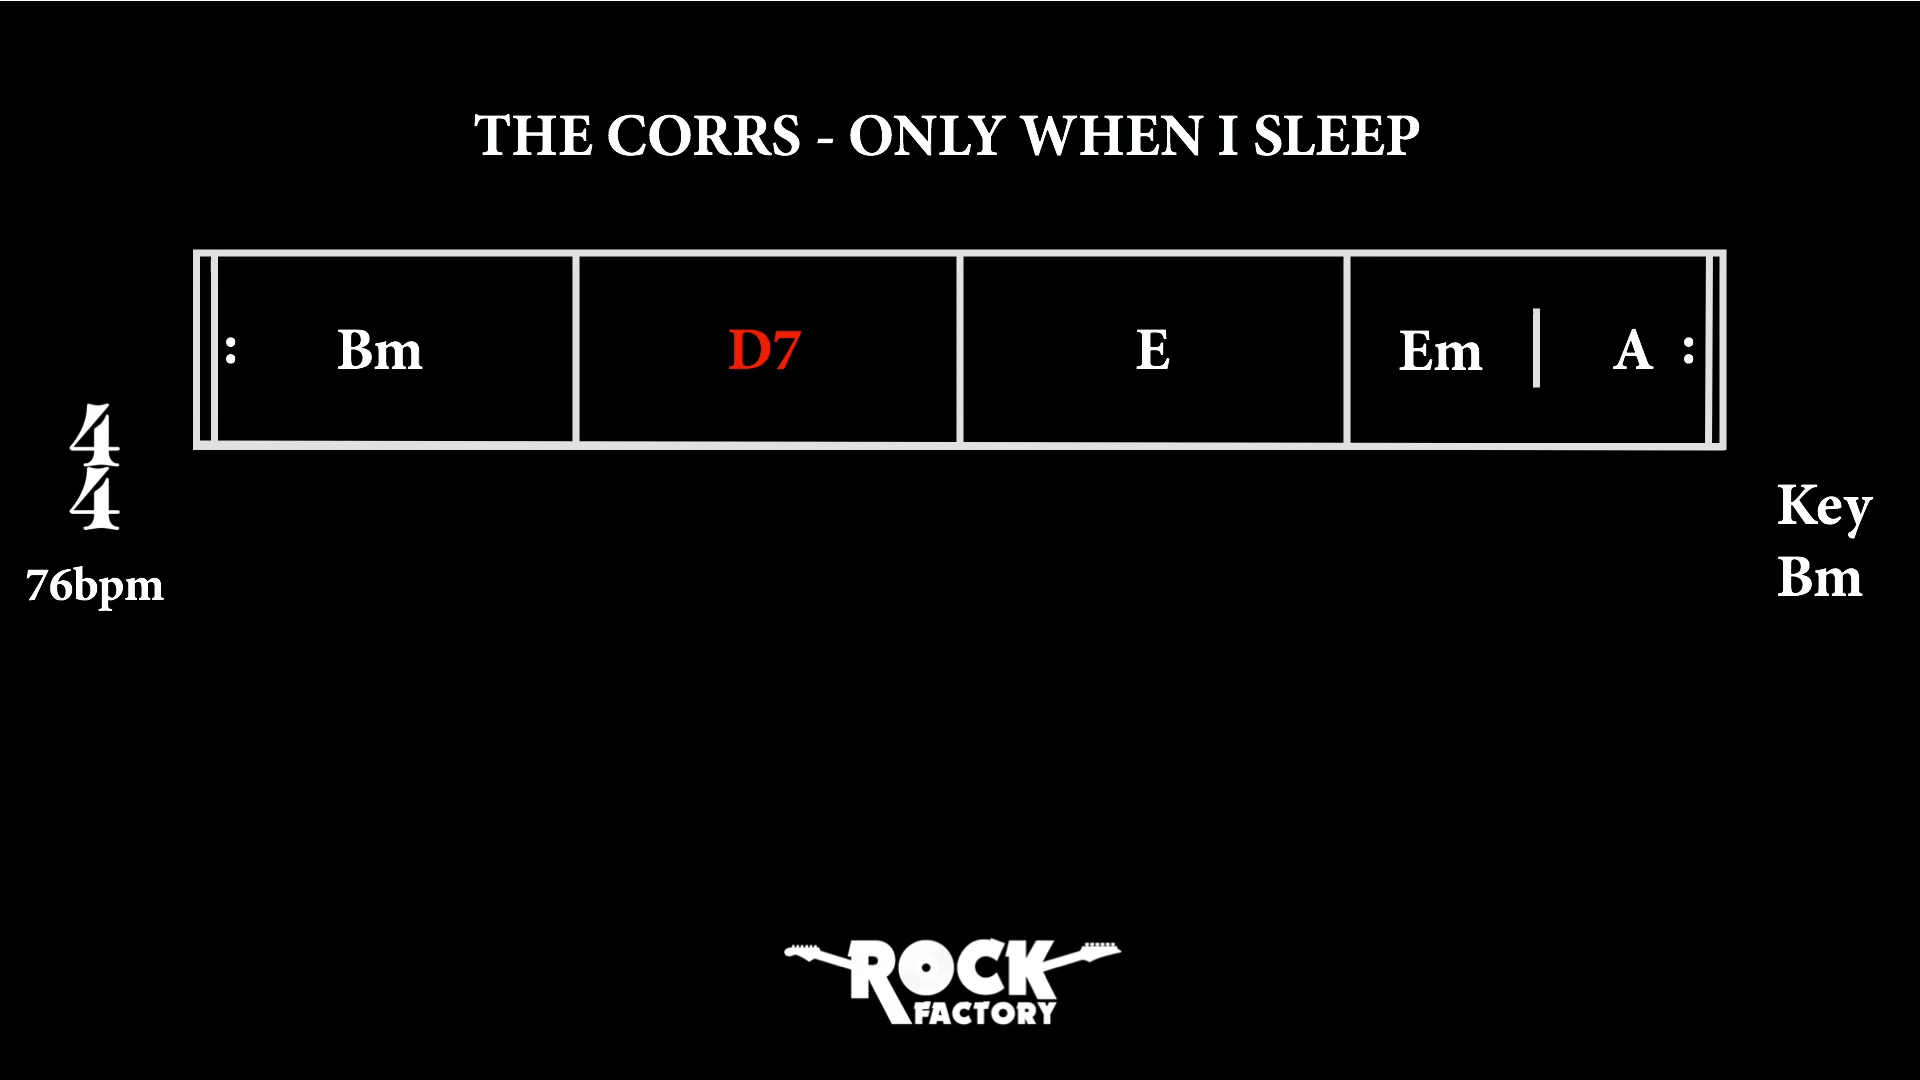 THE CORRS - ONLY WHEN I SLEEP
: Bm D7 E Em | A :
4
4
76bpm
Key
Bm
ROCK
FACTORY